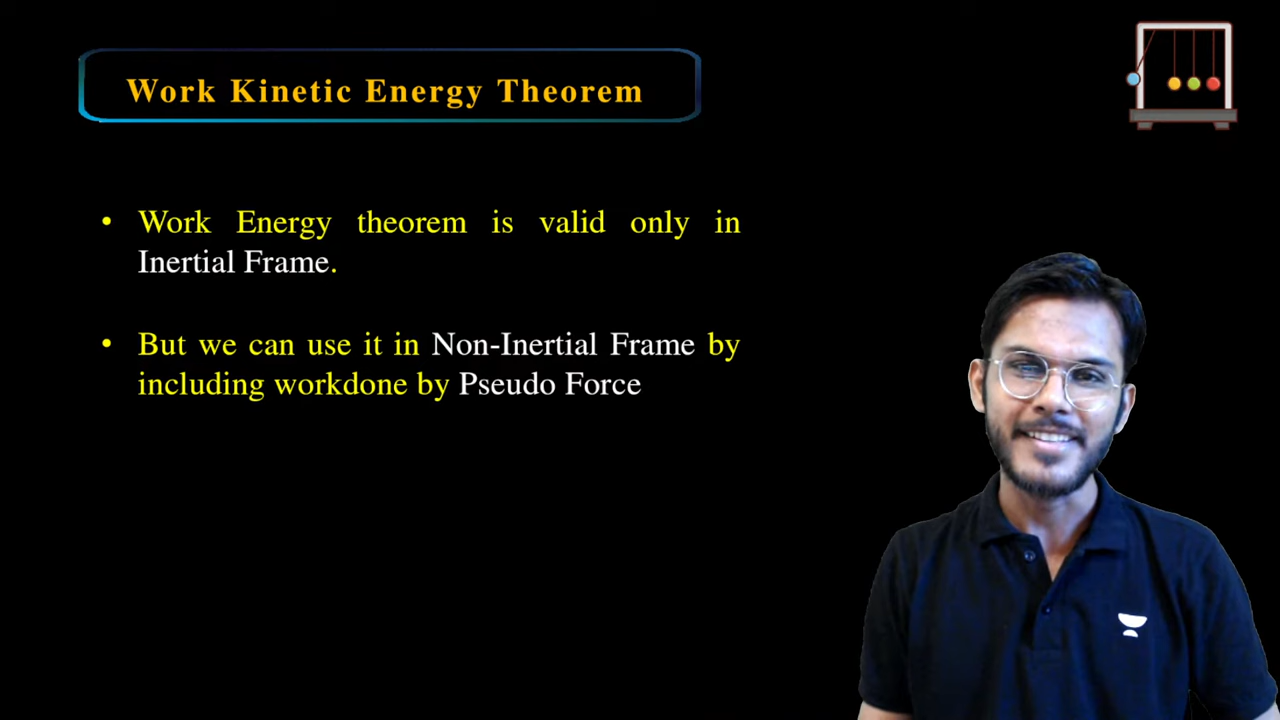 Work Kinetic Energy Theorem
• Work Energy theorem is valid only in
Inertial Frame.
• But we can use it in Non-Inertial Frame by
including workdone by Pseudo Force